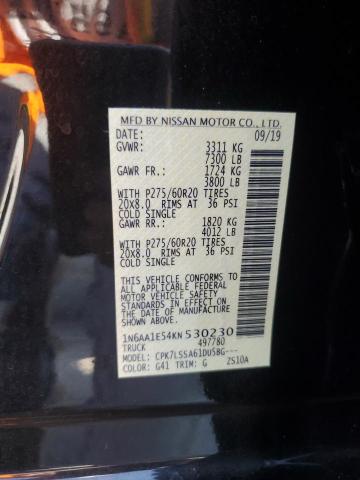 MFD BY NISSAN MOTOR CO., LTD.
DATE: 09/19
GVWR: 3311 KG
7300 LB
GAWR FR.: 1724 KG
3800 LB
WITH P275/60R20 TIRES
20X8.0 RIMS AT 36 PSI
COLD SINGLE
GAWR RR.: 1820 KG
4012 LB
WITH P275/60R20 TIRES
20X8.0 RIMS AT 36 PSI
COLD SINGLE
THIS VEHICLE CONFORMS TO
ALL APPLICABLE FEDERAL
MOTOR VEHICLE SAFETY
STANDARDS IN EFFECT ON
THE DATE OF MANUFACTURE
SHOWN ABOVE.
1N6AA1E54KN530230
TRUCK 497780
MODEL: CPK7LSSA61DU5BG---
COLOR: G41 TRIM: G ZS10A